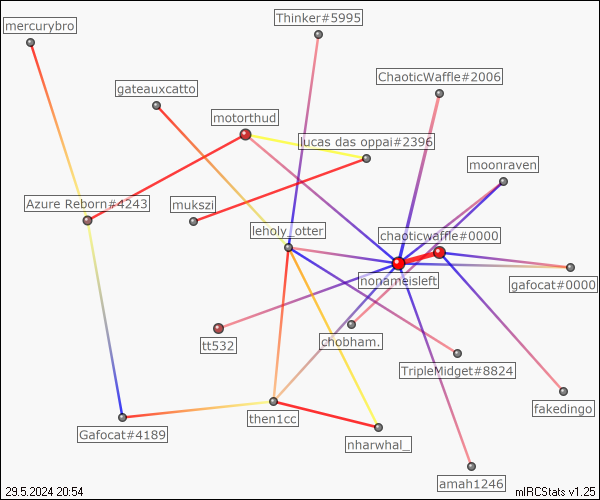 Thinker#5995
mercurybro
ChaoticWaffle#2006
gateauxcatto
motorthud
lucas das oppai#2396
moonraven
Azure Reborn#4243
mukszi
leholy_otter
chaoticwaffle#0000
nonameisleft
gafocat#0000
tt532
chobham.
TripleMidget#8824
fakedingo
then1cc
Gafocat#4189
nharwhal_
amah1246
29.5.2024 20:54
mIRCStats v1.25